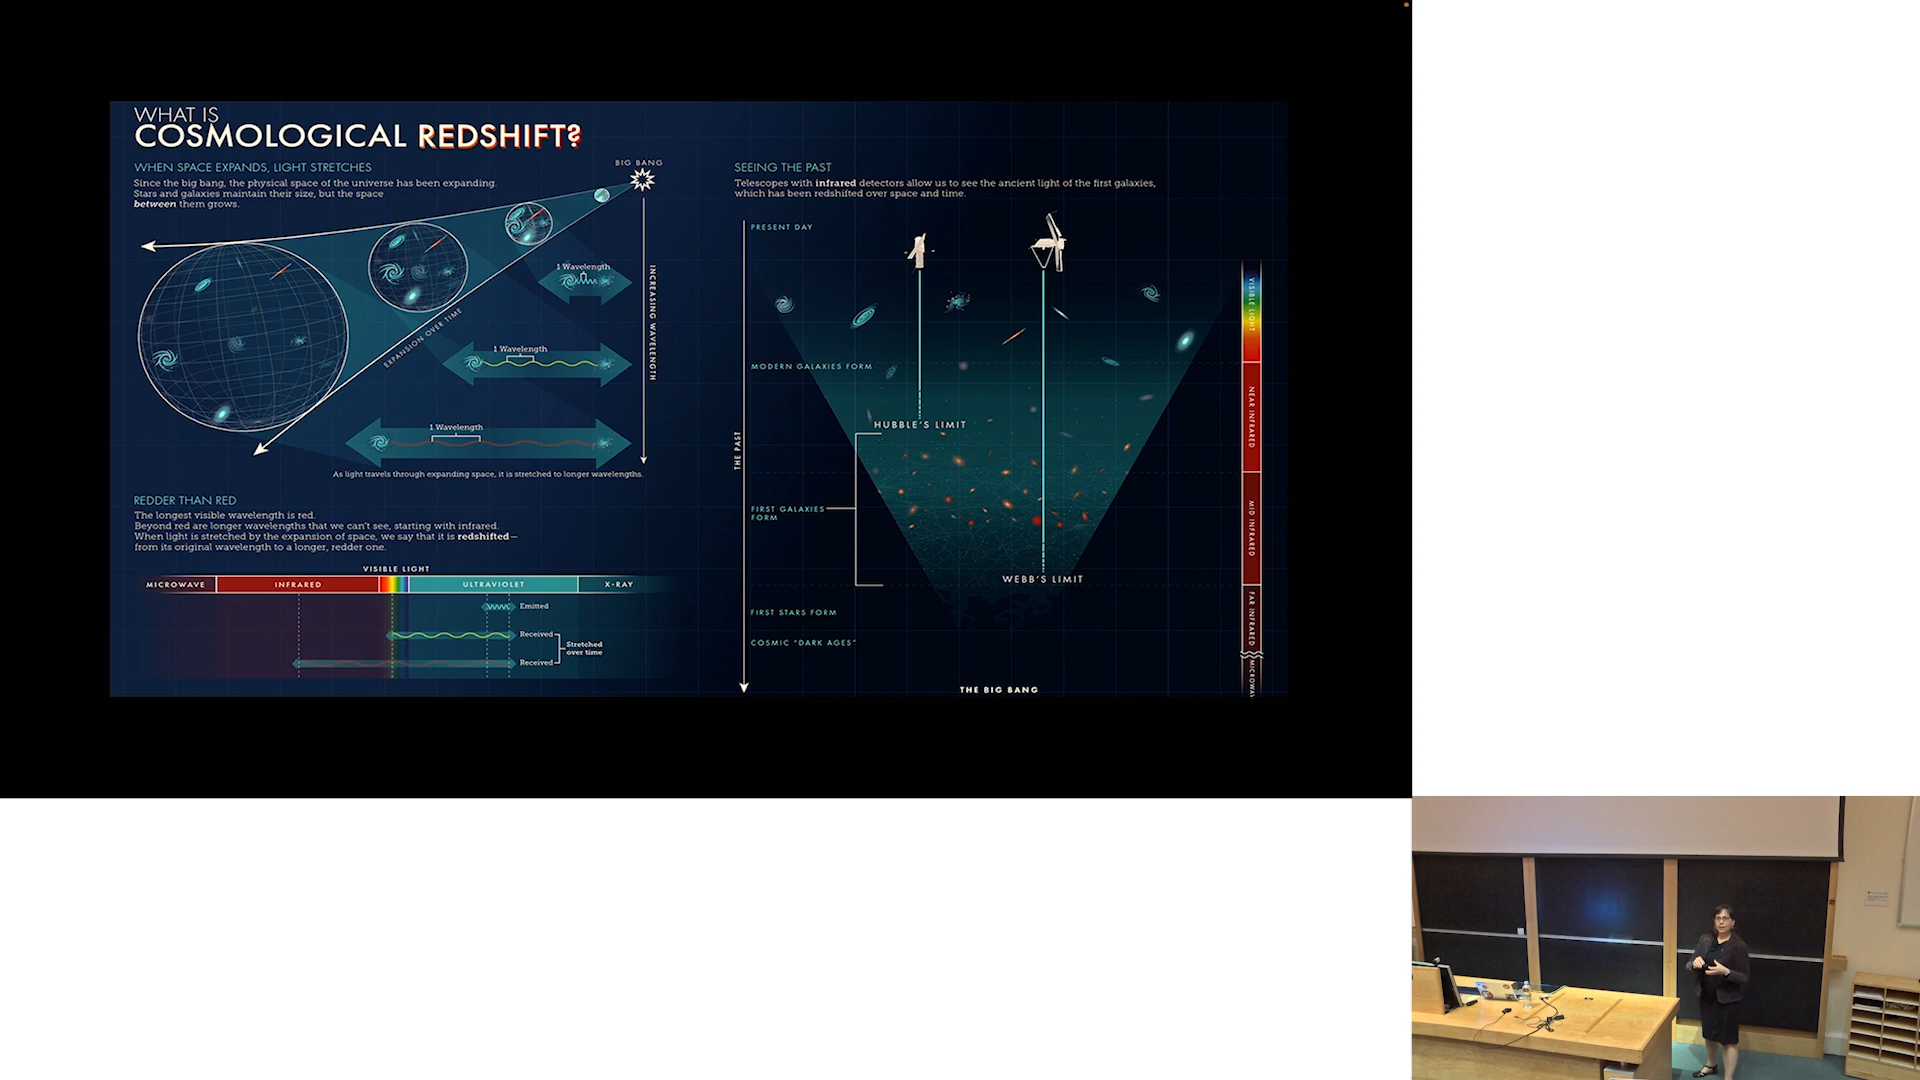 WHAT IS
COSMOLOGICAL REDSHIFT?
WHEN SPACE EXPANDS, LIGHT STRETCHES
Since the big bang, the physical space of the universe has been expanding.
Stars and galaxies maintain their size, but the space
between them grows.
BIG BANG
EXPANSION OVER TIME
1 Wavelength
1 Wavelength
1 Wavelength
INCREASING WAVELENGTH
As light travels through expanding space, it is stretched to longer wavelengths.
REDDER THAN RED
The longest visible wavelength is red.
Beyond red are longer wavelengths that we can't see, starting with infrared.
When light is stretched by the expansion of space, we say that it is redshifted—
from its original wavelength to a longer, redder one.
VISIBLE LIGHT
MICROWAVE INFRARED ULTRAVIOLET X-RAY
Emitted
Received
Received
Stretched
over time
SEEING THE PAST
Telescopes with infrared detectors allow us to see the ancient light of the first galaxies,
which has been redshifted over space and time.
PRESENT DAY
MODERN GALAXIES FORM
THE PAST
HUBBLE'S LIMIT
FIRST GALAXIES
FORM
WEBB'S LIMIT
FIRST STARS FORM
COSMIC "DARK AGES"
THE BIG BANG
VISIBLE LIGHT
NEAR INFRARED
MID INFRARED
FAR INFRARED
MICROWAV